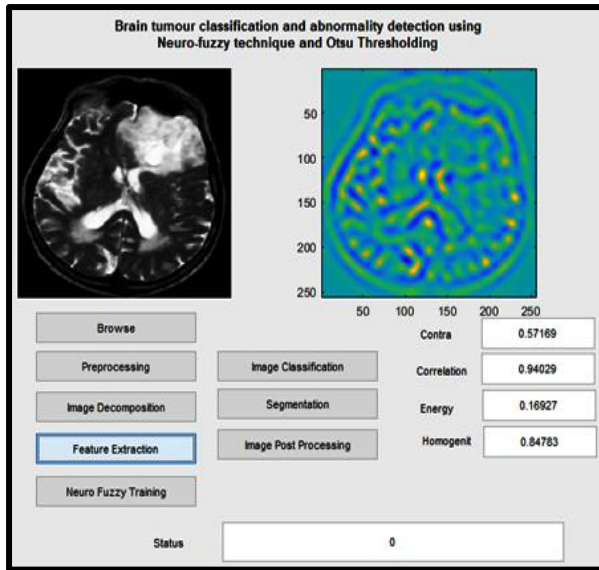 Brain tumour classification and abnormality detection using
Neuro-fuzzy technique and Otsu Thresholding
0
50
100
150
200
250
50 100 150 200 250
Browse
Contra 0.57169
Preprocessing Image Classification Correlation 0.94029
Image Decomposition Segmentation Energy 0.16927
Feature Extraction Image Post Processing Homogenit 0.84783
Neuro Fuzzy Training
Status 0